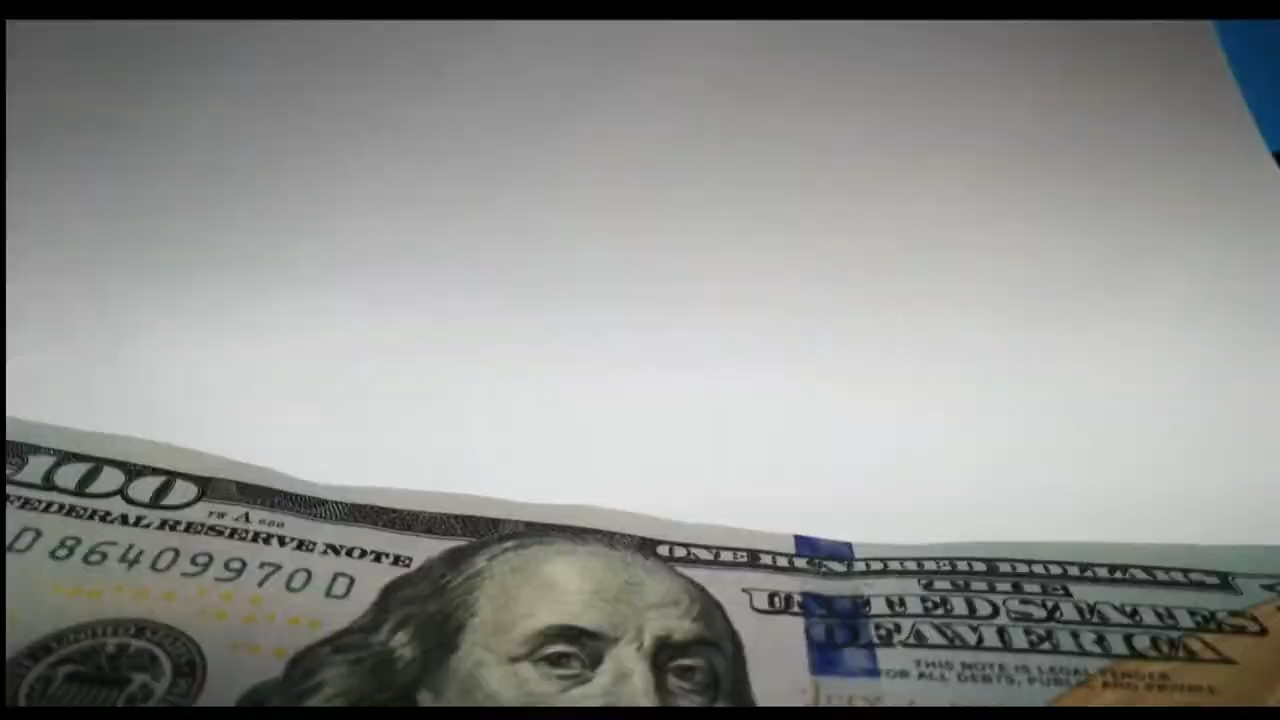 100
FEDERAL RESERVE NOTE
D 86409970 D
ONE HUNDRED DOLLARS
THE
UNITED STATES
OF AMERICA
THIS NOTE IS LEGAL TENDER
FOR ALL DEBTS, PUBLIC AND PRIVATE
UNITED